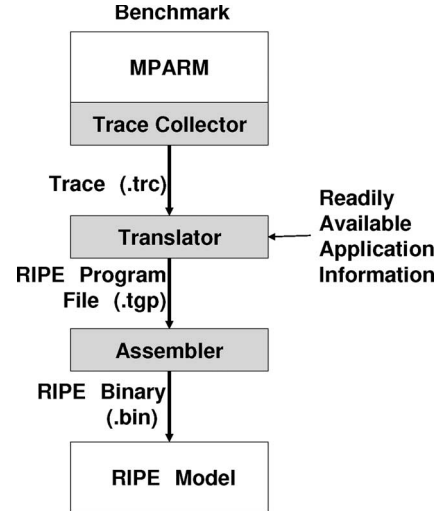 Benchmark
MPARM
Trace Collector
Trace (.trc)
Readily
Available
Application
Information
Translator
RIPE Program
File (.tgp)
Assembler
RIPE Binary
(.bin)
RIPE Model